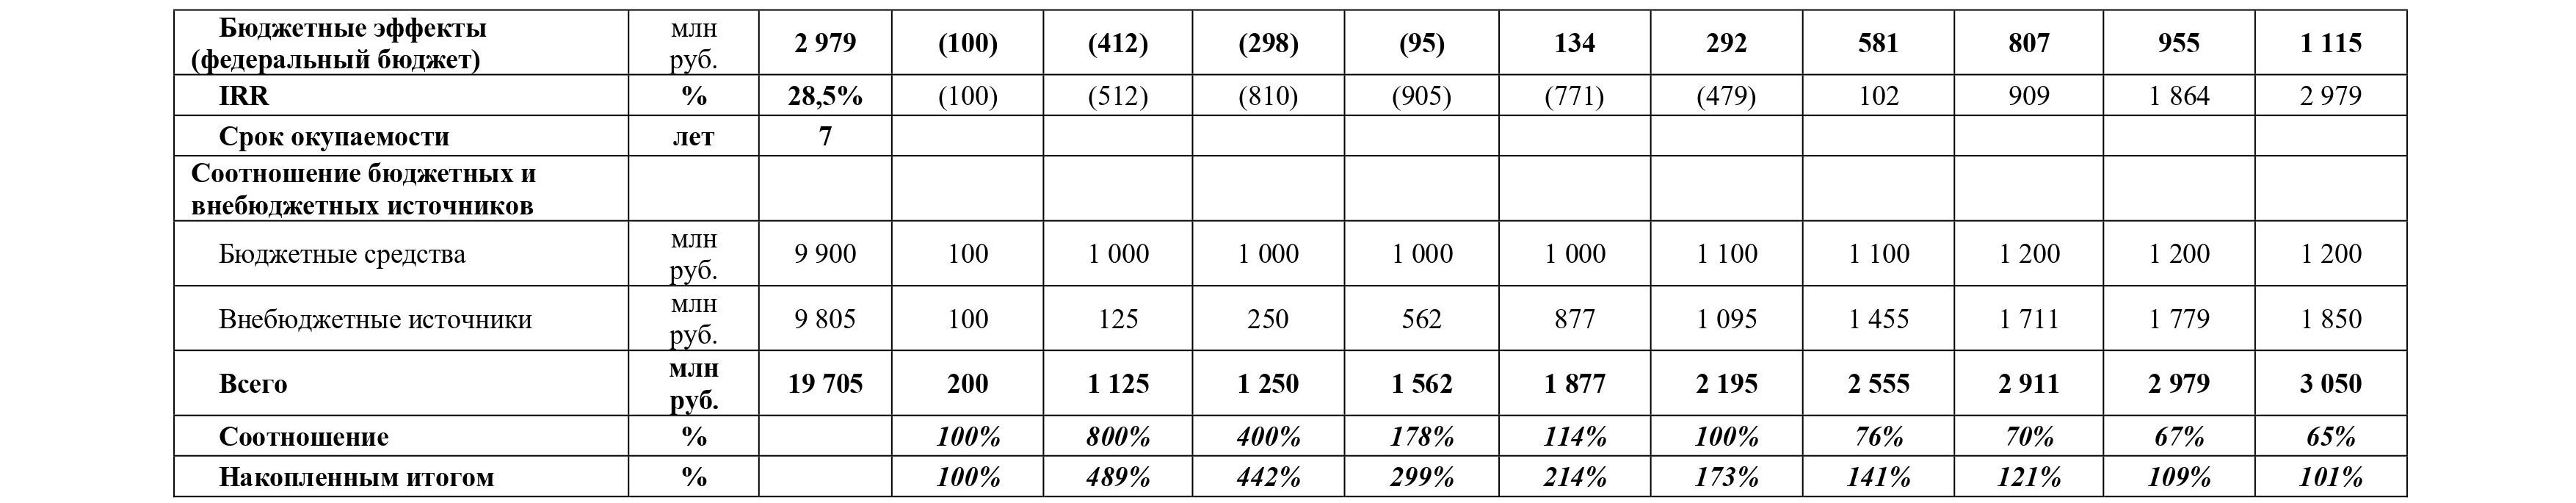 Бюджетные эффекты (федеральный бюджет) млн руб. 2 979 (100) (412) (298) (95) 134 292 581 807 955 1 115
IRR % 28,5% (100) (512) (810) (905) (771) (479) 102 909 1 864 2 979
Срок окупаемости лет 7
Соотношение бюджетных и
внебюджетных источников
Бюджетные средства млн руб. 9 900 100 1 000 1 000 1 000 1 000 1 100 1 100 1 200 1 200 1 200
Внебюджетные источники млн руб. 9 805 100 125 250 562 877 1 095 1 455 1 711 1 779 1 850
Всего млн руб. 19 705 200 1 125 1 250 1 562 1 877 2 195 2 555 2 911 2 979 3 050
Соотношение % 100% 800% 400% 178% 114% 100% 76% 70% 67% 65%
Накопленным итогом % 100% 489% 442% 299% 214% 173% 141% 121% 109% 101%